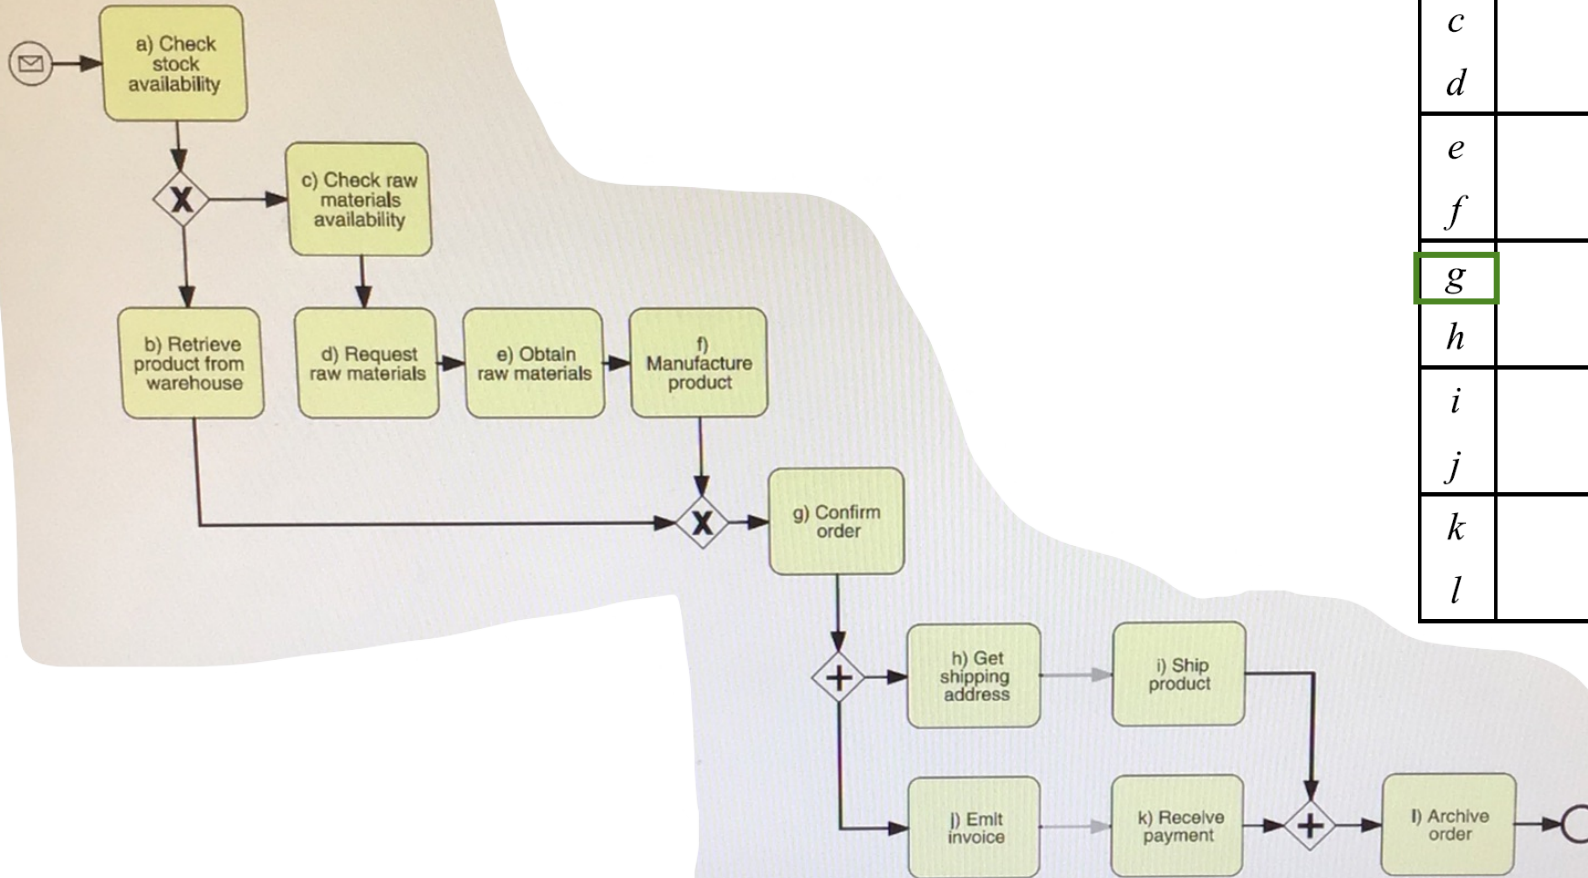 a) Check
stock
availability
X
c) Check raw
materials
availability
b) Retrieve
product from
warehouse
d) Request
raw materials
e) Obtain
raw materials
f)
Manufacture
product
X
g) Confirm
order
+
h) Get
shipping
address
i) Ship
product
j) Emit
invoice
k) Receive
payment
+
l) Archive
order
c
d
e
f
g
h
i
j
k
l